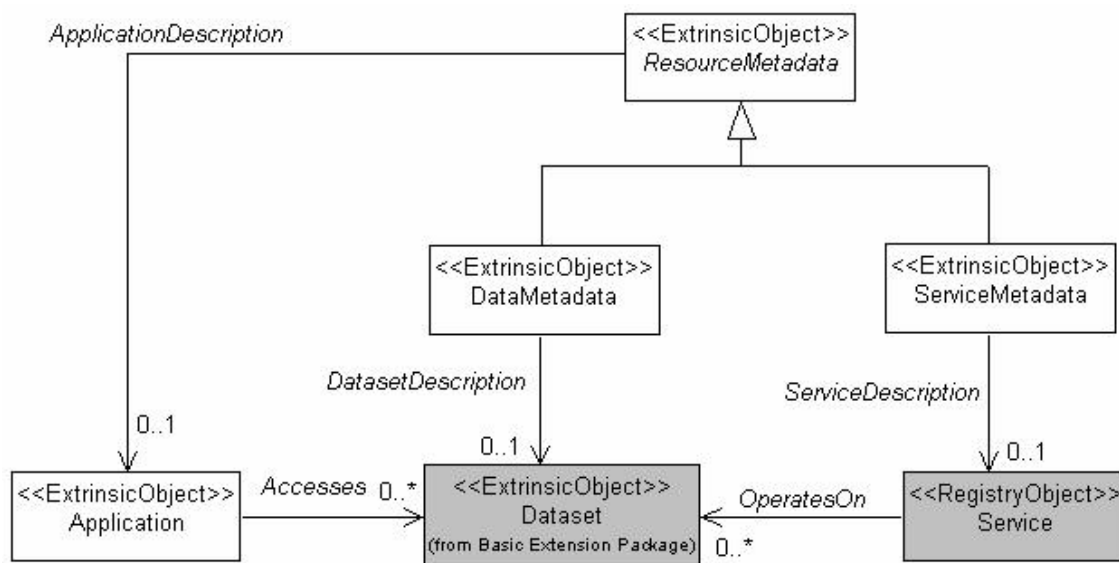 ApplicationDescription
<<ExtrinsicObject>>
ResourceMetadata
<<ExtrinsicObject>>
DataMetadata
<<ExtrinsicObject>>
ServiceMetadata
DatasetDescription
ServiceDescription
0..1
0..1
0..1
<<ExtrinsicObject>>
Application
Accesses
0..*
<<ExtrinsicObject>>
Dataset
(from Basic Extension Package)
OperatesOn
0..*
<<RegistryObject>>
Service